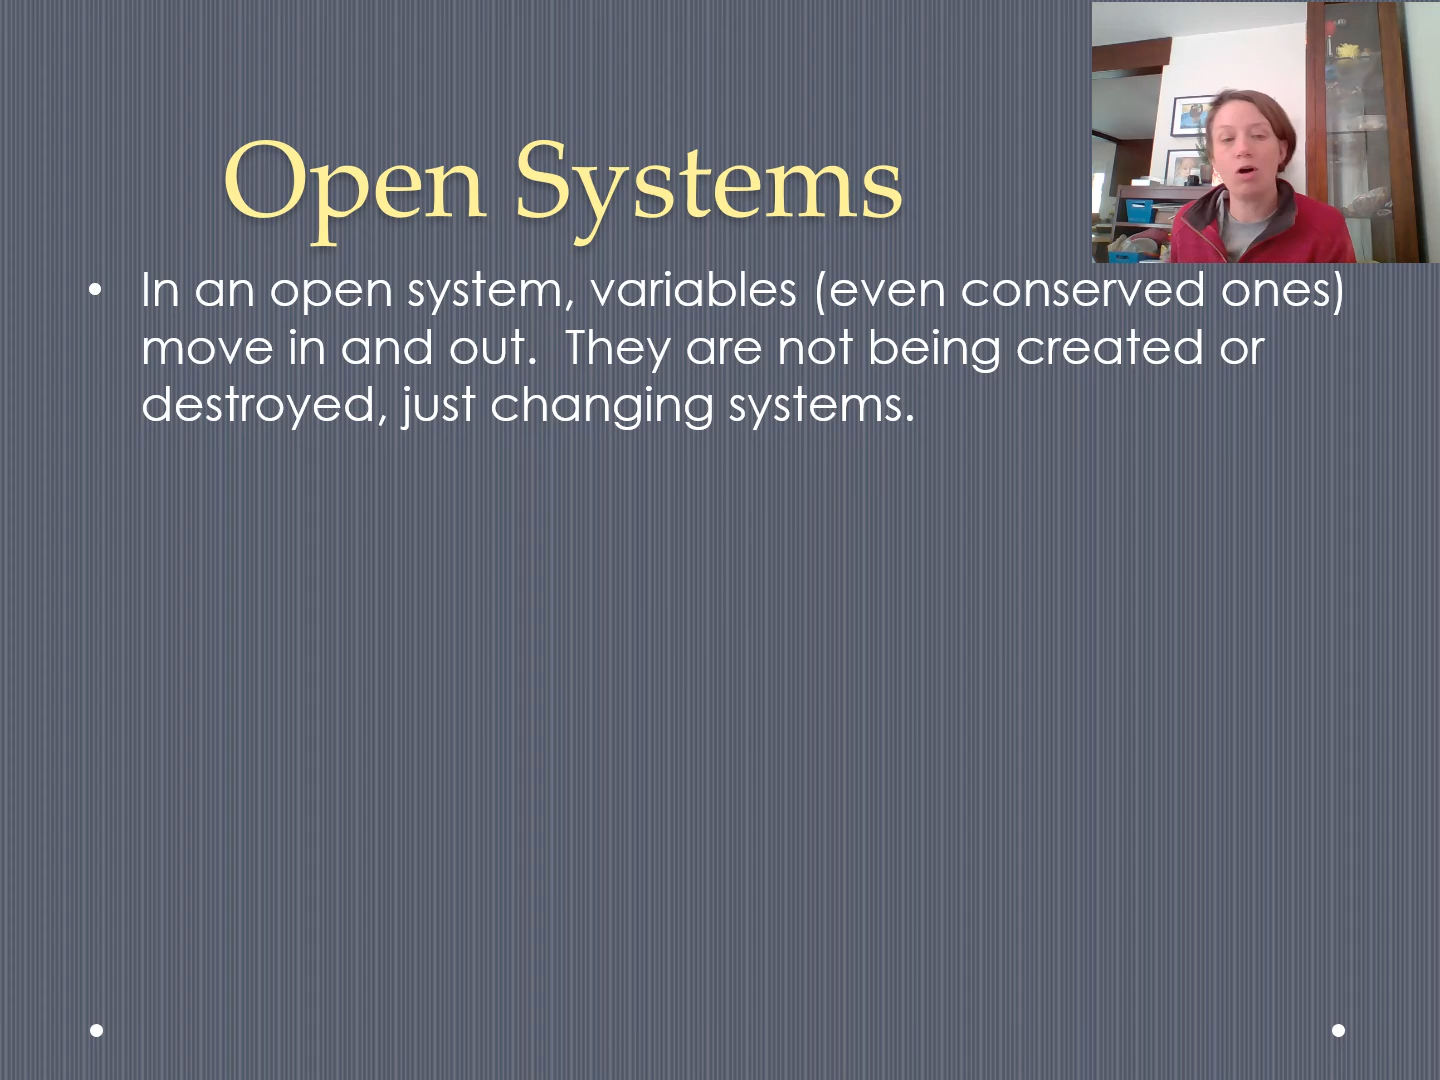 Open Systems
• In an open system, variables (even conserved ones)
move in and out.  They are not being created or
destroyed, just changing systems.